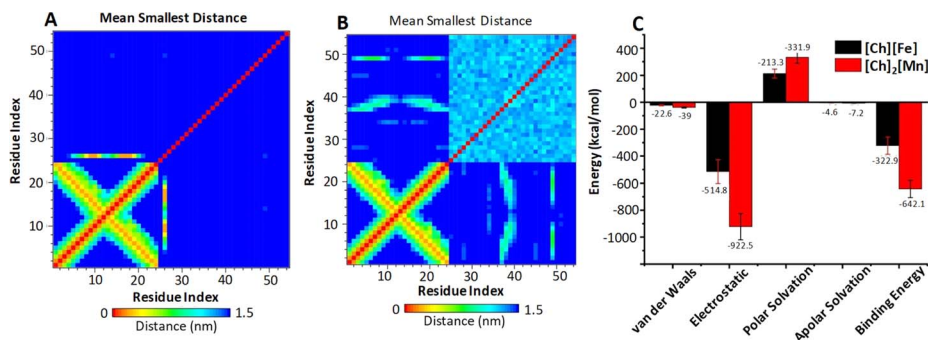 A
Mean Smallest Distance
Residue Index
50
40
30
20
10
10 20 30 40 50
Residue Index
0 1.5
Distance (nm)
B
Mean Smallest Distance
Residue Index
50
40
30
20
10
10 20 30 40 50
Residue Index
0 1.5
Distance (nm)
C
Energy (kcal/mol)
400
200
0
-200
-400
-600
-800
-1000
[Ch][Fe]
[Ch]₂[Mn]
-22.6
-39
-514.8
-922.5
-213.3
-331.9
-4.6
-7.2
-322.9
-642.1
van der Waals
Electrostatic
Polar Solvation
Apolar Solvation
Binding Energy